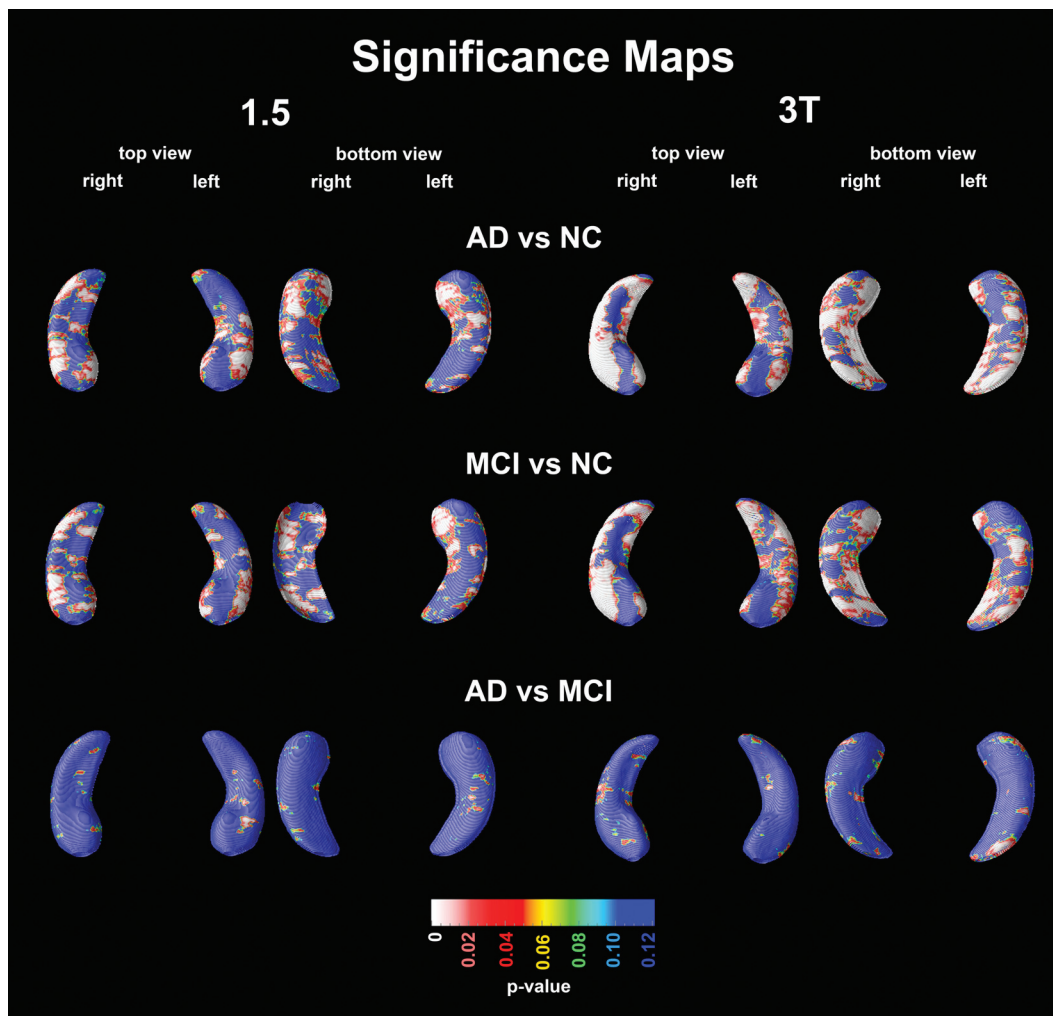 Significance Maps
1.5 3T
top view bottom view top view bottom view
right left right left right left right left
AD vs NC
MCI vs NC
AD vs MCI
0 0.02 0.04 0.06 0.08 0.10 0.12
p-value